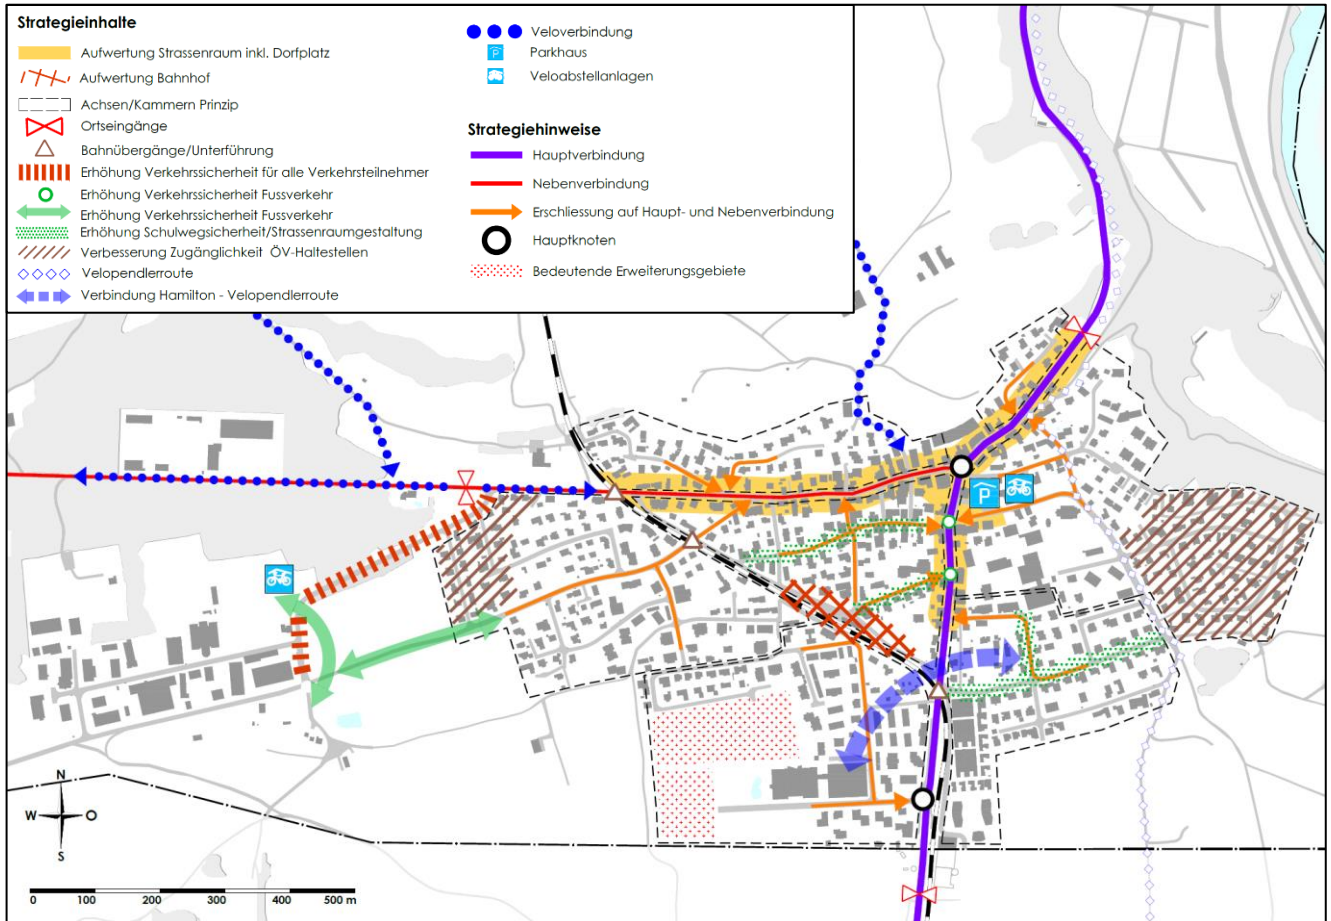 Strategieinhalte
Aufwertung Strassenraum inkl. Dorfplatz
Aufwertung Bahnhof
Achsen/Kammern Prinzip
Ortseingänge
Bahnübergänge/Unterführung
Erhöhung Verkehrssicherheit für alle Verkehrsteilnehmer
Erhöhung Verkehrssicherheit Fussverkehr
Erhöhung Verkehrssicherheit Fussverkehr
Erhöhung Schulwegsicherheit/Strassenraumgestaltung
Verbesserung Zugänglichkeit ÖV-Haltestellen
Velopendlerroute
Verbindung Hamilton - Velopendlerroute
Veloverbindung
P Parkhaus
Veloabstellanlagen
Strategiehinweise
Hauptverbindung
Nebenverbindung
Erschliessung auf Haupt- und Nebenverbindung
Hauptknoten
Bedeutende Erweiterungsgebiete
P
N
W O
S
0 100 200 300 400 500 m